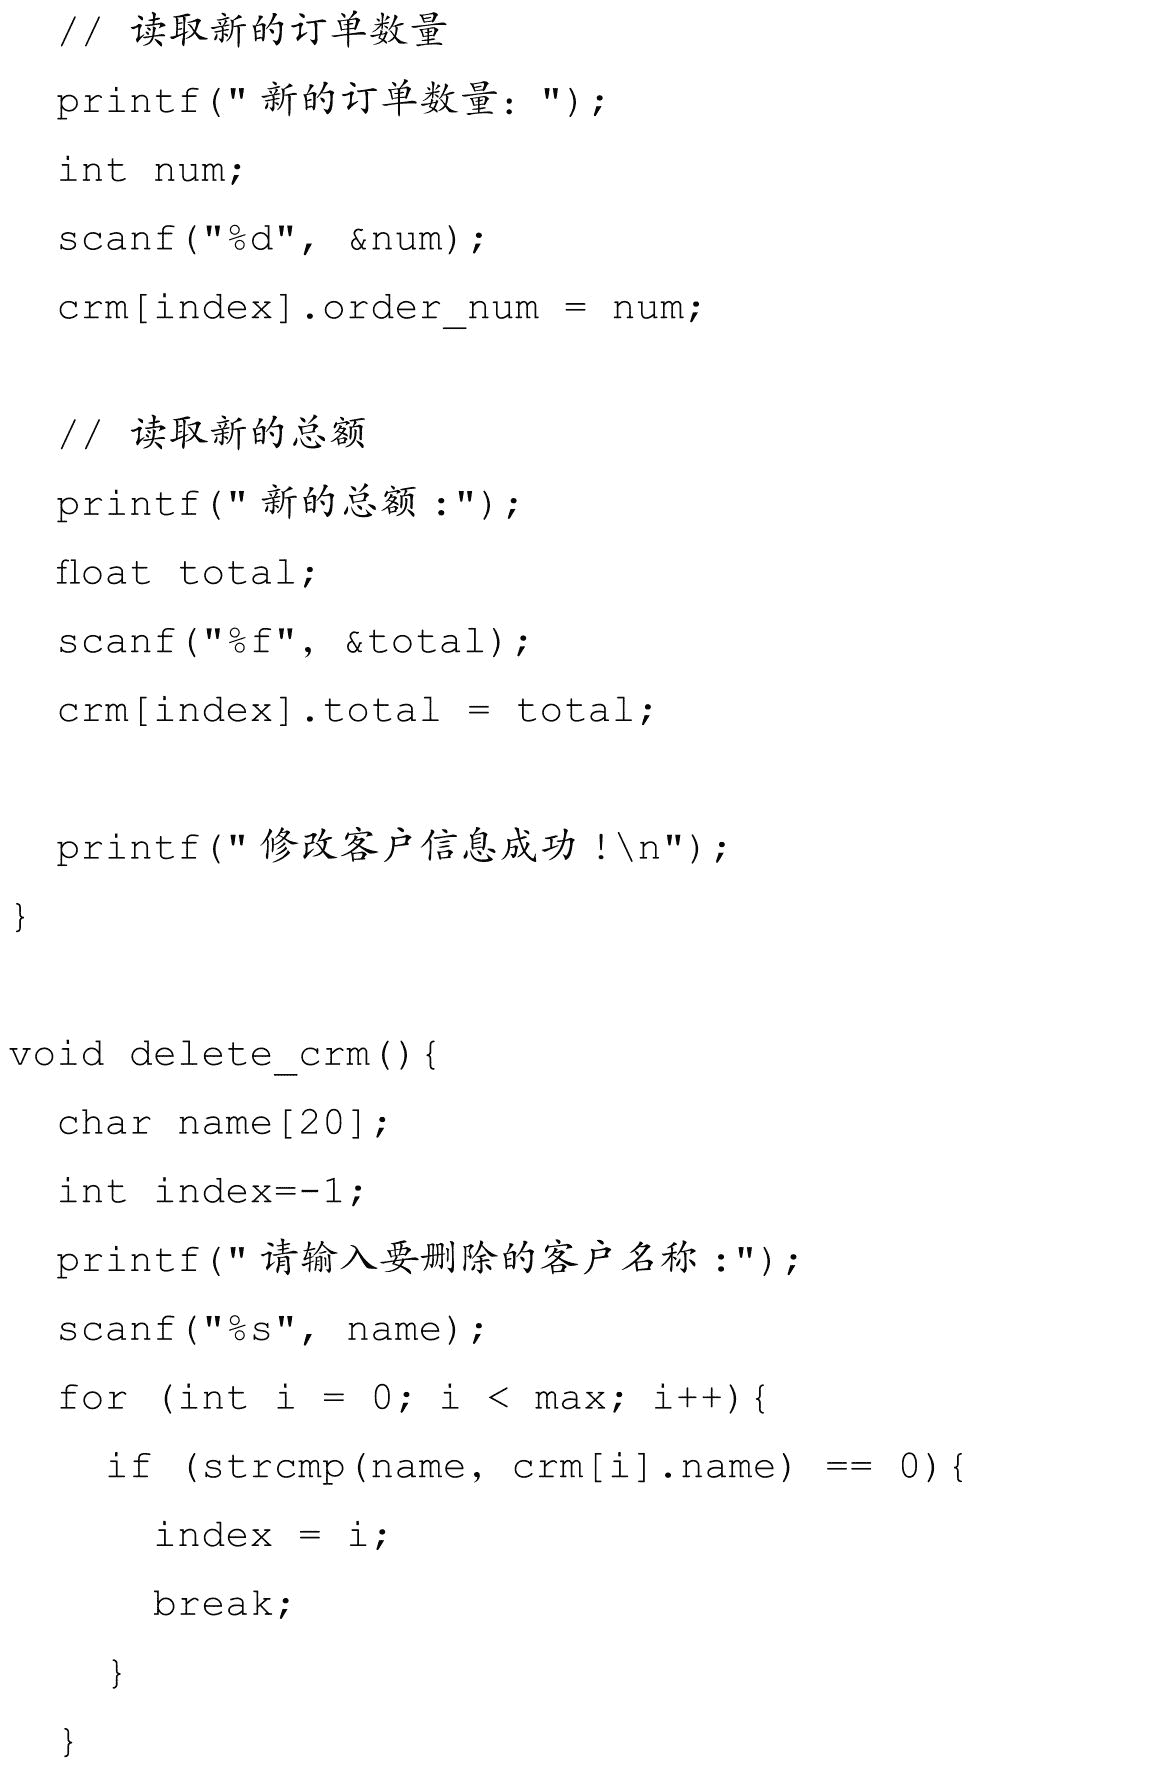 // 读取新的订单数量
printf(" 新的订单数量: ");
int num;
scanf("%d", &num);
crm[index].order_num = num;
// 读取新的总额
printf(" 新的总额 :");
float total;
scanf("%f", &total);
crm[index].total = total;
printf(" 修改客户信息成功 !\n");
}
void delete_crm(){
char name[20];
int index=-1;
printf(" 请输入要删除的客户名称 :");
scanf("%s", name);
for (int i = 0; i < max; i++){
if (strcmp(name, crm[i].name) == 0){
index = i;
break;
}
}